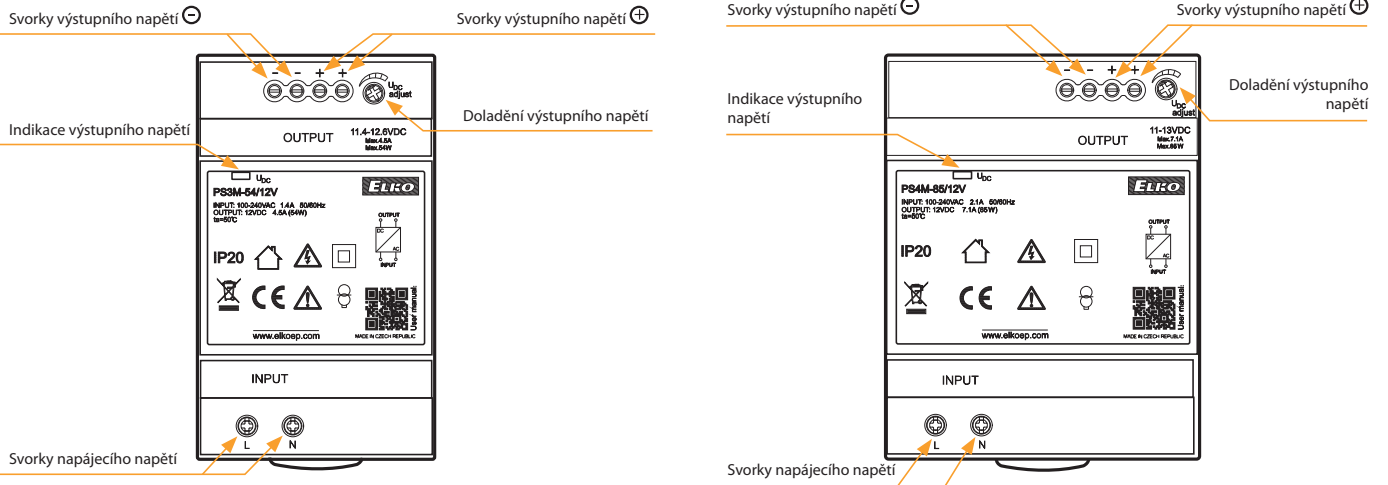 Svorky výstupního napětí ⊖
Svorky výstupního napětí ⊕
- - + +
UDC
adjust
Doladění výstupního napětí
Indikace výstupního napětí
OUTPUT
11.4-12.6VDC
Max.4.5A
Max.54W
UDC
PS3M-54/12V
ELKO
INPUT: 100-240VAC 1.4A 50/60Hz
OUTPUT: 12VDC 4.5A (54W)
ta=50℃
OUTPUT
DC
AC
INPUT
IP20
CE
User manual:
www.elkoep.com
MADE IN CZECH REPUBLIC
INPUT
L
N
Svorky napájecího napětí
Svorky výstupního napětí ⊖
Svorky výstupního napětí ⊕
- - + +
UDC
adjust
Doladění výstupního
napětí
Indikace výstupního
napětí
OUTPUT
11-13VDC
Max.7.1A
Max.85W
UDC
PS4M-85/12V
ELKO
INPUT: 100-240VAC 2.1A 50/60Hz
OUTPUT: 12VDC 7.1A (85W)
ta=50℃
OUTPUT
DC
AC
INPUT
IP20
CE
User manual:
www.elkoep.com
MADE IN CZECH REPUBLIC
INPUT
L
N
Svorky napájecího napětí